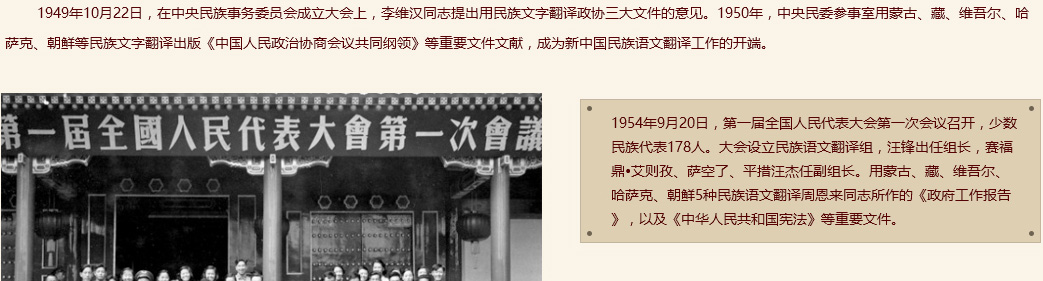 1949年10月22日，在中央民族事务委员会成立大会上，李维汉同志提出用民族文字翻译政协三大文件的意见。1950年，中央民委参事室用蒙古、藏、维吾尔、哈
萨克、朝鲜等民族文字翻译出版《中国人民政治协商会议共同纲领》等重要文件文献，成为新中国民族语文翻译工作的开端。
第一届全國人民代表大會第一次會議
1954年9月20日，第一届全国人民代表大会第一次会议召开，少数
民族代表178人。大会设立民族语文翻译组，汪锋出任组长，赛福
鼎•艾则孜、萨空了、平措汪杰任副组长。用蒙古、藏、维吾尔、
哈萨克、朝鲜5种民族语文翻译周恩来同志所作的《政府工作报告
》，以及《中华人民共和国宪法》等重要文件。